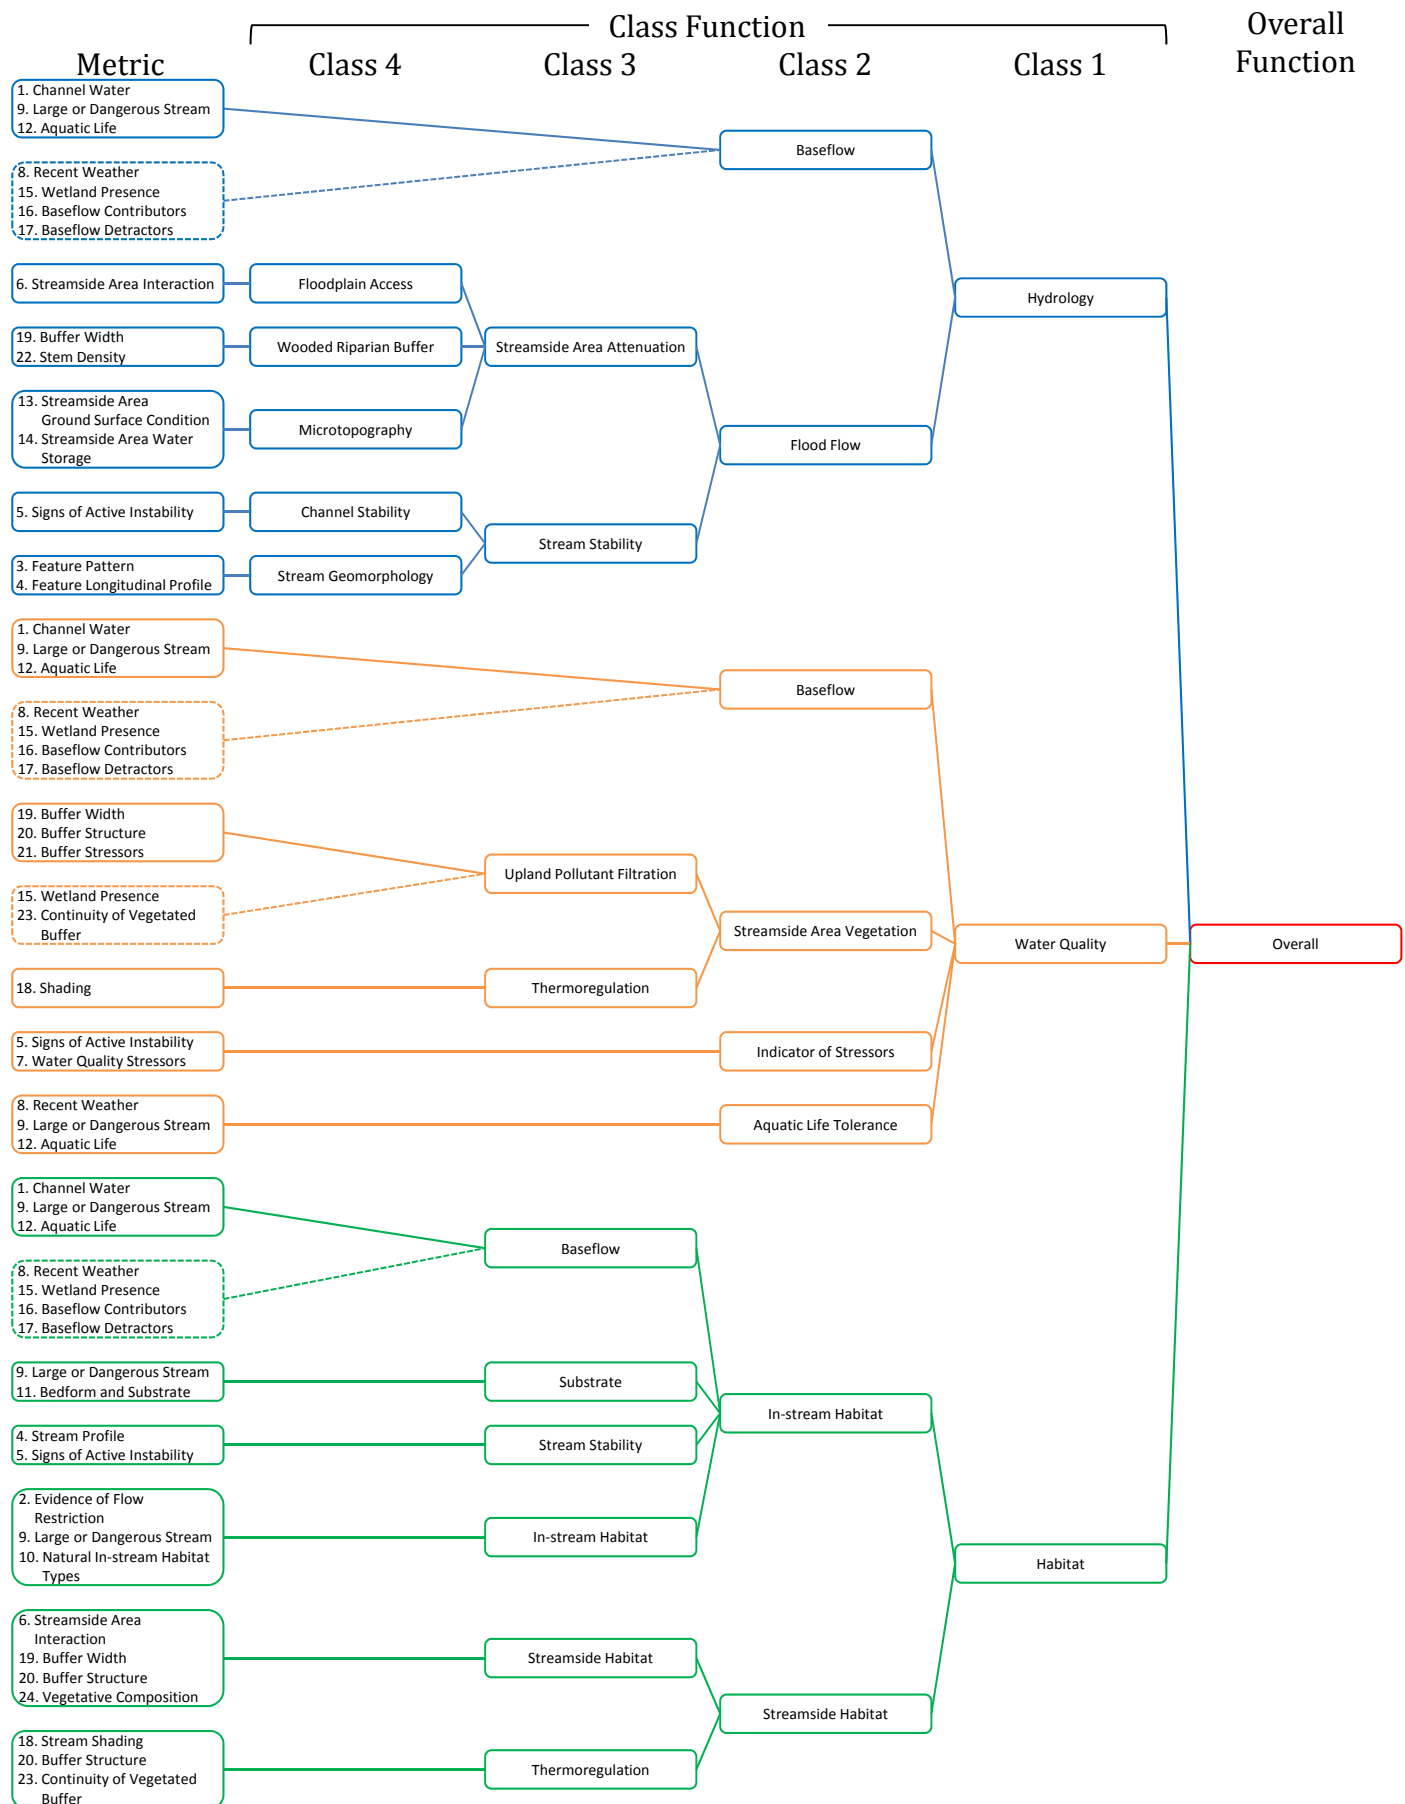 Class Function
Overall
Function
Metric
Class 4
Class 3
Class 2
Class 1
1. Channel Water
9. Large or Dangerous Stream
12. Aquatic Life
Baseflow
8. Recent Weather
15. Wetland Presence
16. Baseflow Contributors
17. Baseflow Detractors
6. Streamside Area Interaction
Floodplain Access
Hydrology
19. Buffer Width
22. Stem Density
Wooded Riparian Buffer
Streamside Area Attenuation
13. Streamside Area
Ground Surface Condition
14. Streamside Area Water
Storage
Microtopography
Flood Flow
5. Signs of Active Instability
Channel Stability
Stream Stability
3. Feature Pattern
4. Feature Longitudinal Profile
Stream Geomorphology
1. Channel Water
9. Large or Dangerous Stream
12. Aquatic Life
Baseflow
8. Recent Weather
15. Wetland Presence
16. Baseflow Contributors
17. Baseflow Detractors
19. Buffer Width
20. Buffer Structure
21. Buffer Stressors
Upland Pollutant Filtration
15. Wetland Presence
23. Continuity of Vegetated
Buffer
Streamside Area Vegetation
Water Quality
Overall
18. Shading
Thermoregulation
5. Signs of Active Instability
7. Water Quality Stressors
Indicator of Stressors
8. Recent Weather
9. Large or Dangerous Stream
12. Aquatic Life
Aquatic Life Tolerance
1. Channel Water
9. Large or Dangerous Stream
12. Aquatic Life
Baseflow
8. Recent Weather
15. Wetland Presence
16. Baseflow Contributors
17. Baseflow Detractors
9. Large or Dangerous Stream
11. Bedform and Substrate
Substrate
In-stream Habitat
4. Stream Profile
5. Signs of Active Instability
Stream Stability
2. Evidence of Flow
Restriction
9. Large or Dangerous Stream
10. Natural In-stream Habitat
Types
In-stream Habitat
Habitat
6. Streamside Area
Interaction
19. Buffer Width
20. Buffer Structure
24. Vegetative Composition
Streamside Habitat
Streamside Habitat
18. Stream Shading
20. Buffer Structure
23. Continuity of Vegetated
Buffer
Thermoregulation